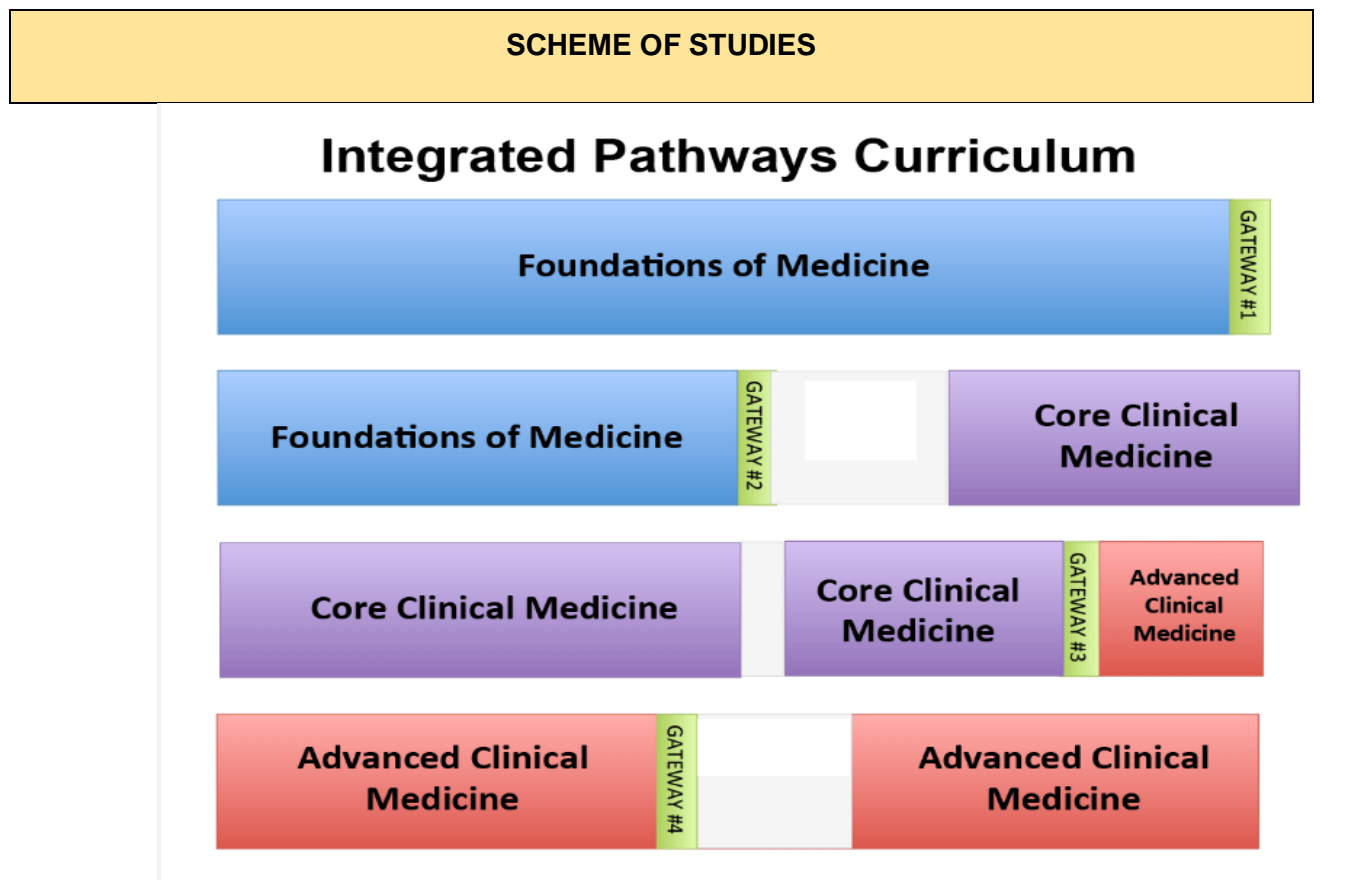 SCHEME OF STUDIES
Integrated Pathways Curriculum
Foundations of Medicine
GATEWAY #1
Foundations of Medicine
GATEWAY #2
Core Clinical
Medicine
Core Clinical Medicine
Core Clinical
Medicine
GATEWAY #3
Advanced
Clinical
Medicine
Advanced Clinical
Medicine
GATEWAY #4
Advanced Clinical
Medicine